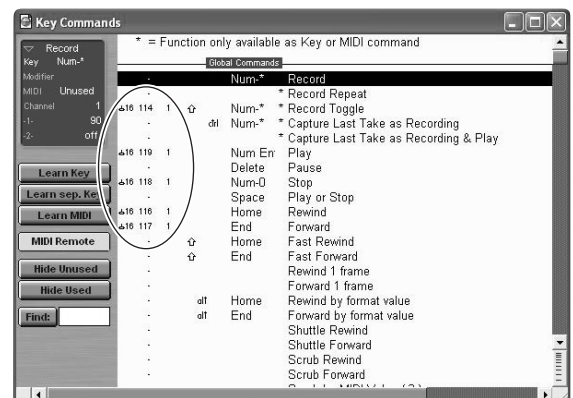 Key Commands
* = Function only available as Key or MIDI command
Record
Key Num-*
Modifier
MIDI Unused
Channel 1
-1- 90
-2- off
Learn Key
Learn sep. Key
Learn MIDI
MIDI Remote
Hide Unused
Hide Used
Find:
Global Commands
Num-* Record
* Record Repeat
16 114 1 Num-* * Record Toggle
ctrl Num-* * Capture Last Take as Recording
* Capture Last Take as Recording & Play
16 119 1 Num En Play
Delete Pause
16 118 1 Num-0 Stop
Space Play or Stop
16 116 1 Home Rewind
16 117 1 End Forward
Home Fast Rewind
End Fast Forward
Rewind 1 frame
Forward 1 frame
alt Home Rewind by format value
alt End Forward by format value
Shuttle Rewind
Shuttle Forward
Scrub Rewind
Scrub Forward